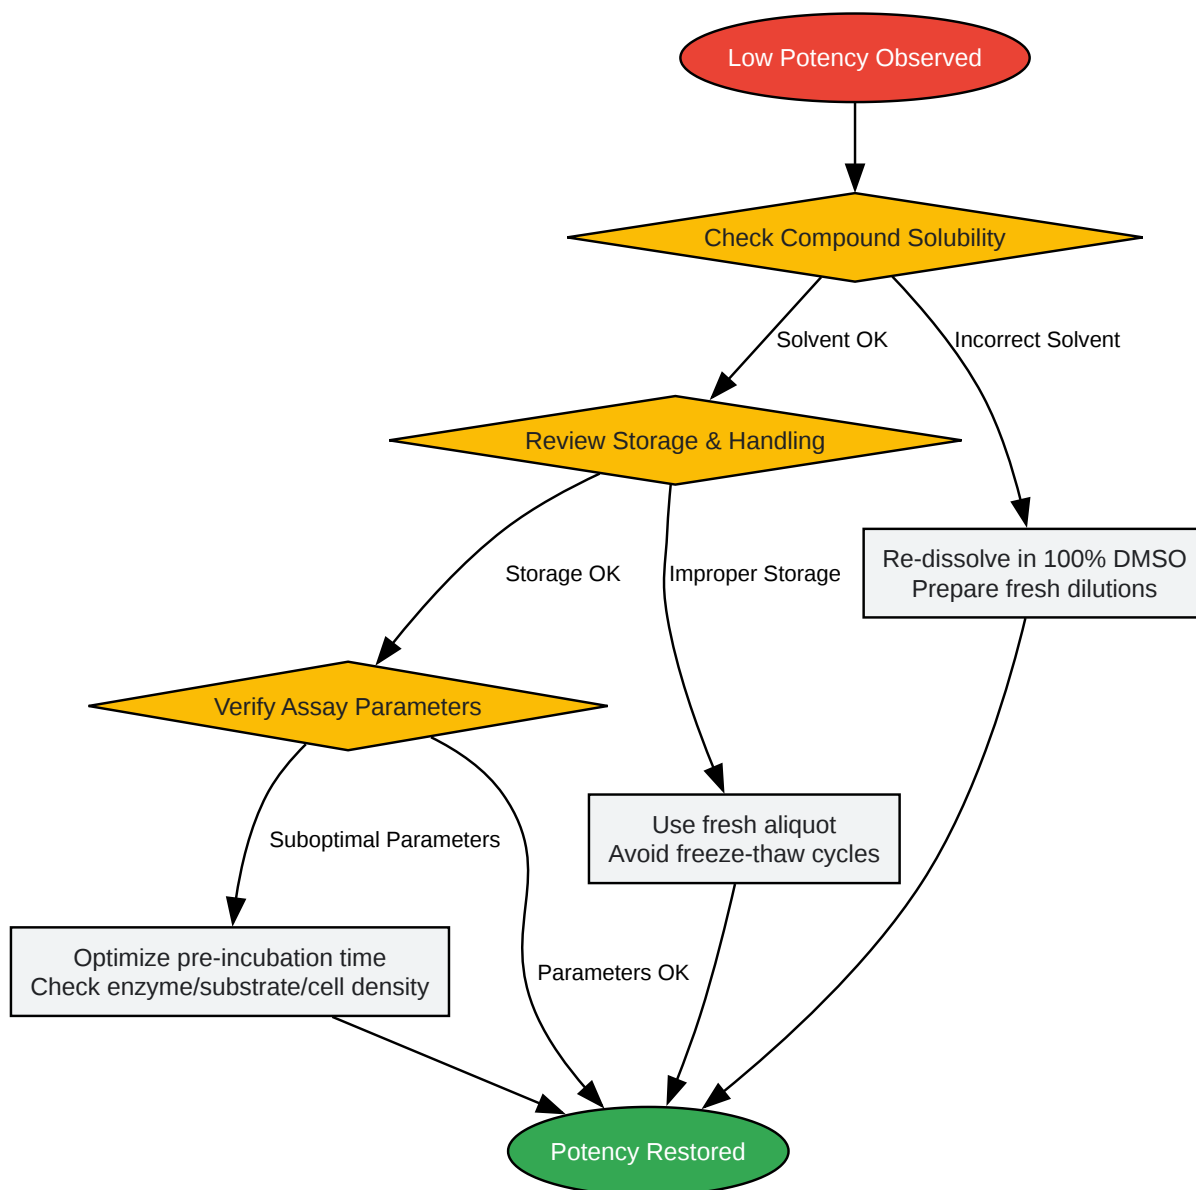 Low Potency Observed
Check Compound Solubility
Solvent OK
Incorrect Solvent
Review Storage & Handling
Storage OK
Improper Storage
Re-dissolve in 100% DMSO
Prepare fresh dilutions
Verify Assay Parameters
Suboptimal Parameters
Use fresh aliquot
Avoid freeze-thaw cycles
Optimize pre-incubation time
Check enzyme/substrate/cell density
Parameters OK
Potency Restored